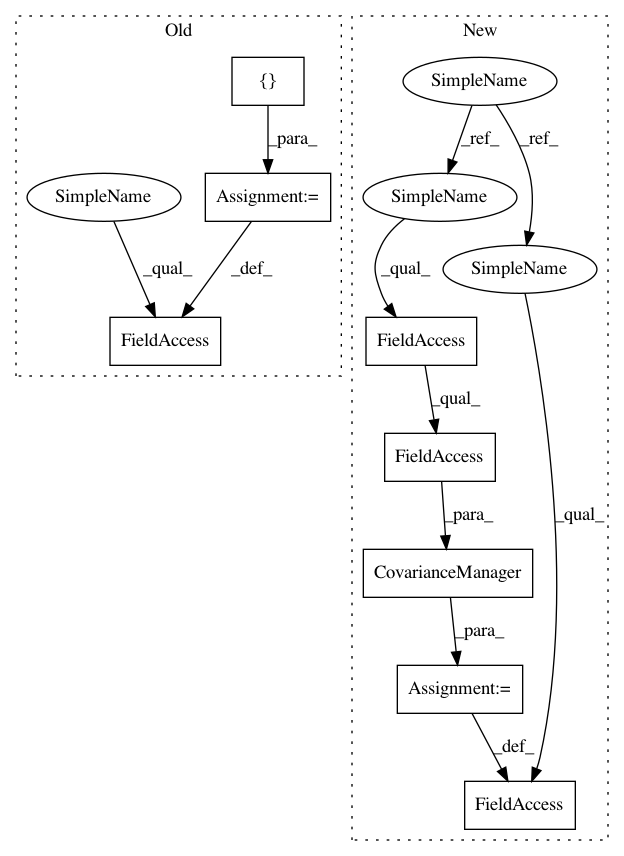 Old
New
{}
SimpleName
_para_
_ref_
_ref_
SimpleName
Assignment:=
SimpleName
SimpleName
_qual_
_def_
_qual_
FieldAccess
FieldAccess
_qual_
FieldAccess
_para_
_qual_
CovarianceManager
_para_
Assignment:=
_def_
FieldAccess